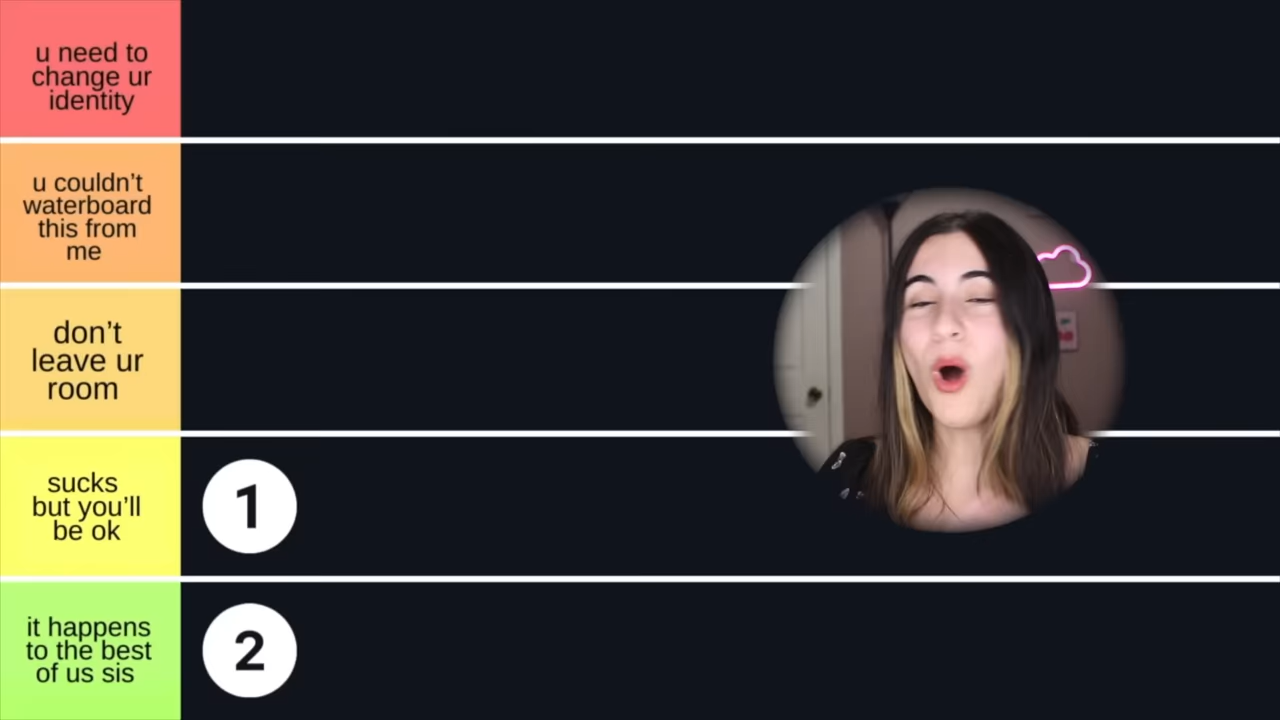 u need to
change ur
identity
u couldn't
waterboard
this from
me
don't
leave ur
room
sucks
but you'll
be ok
1
it happens
to the best
of us sis
2